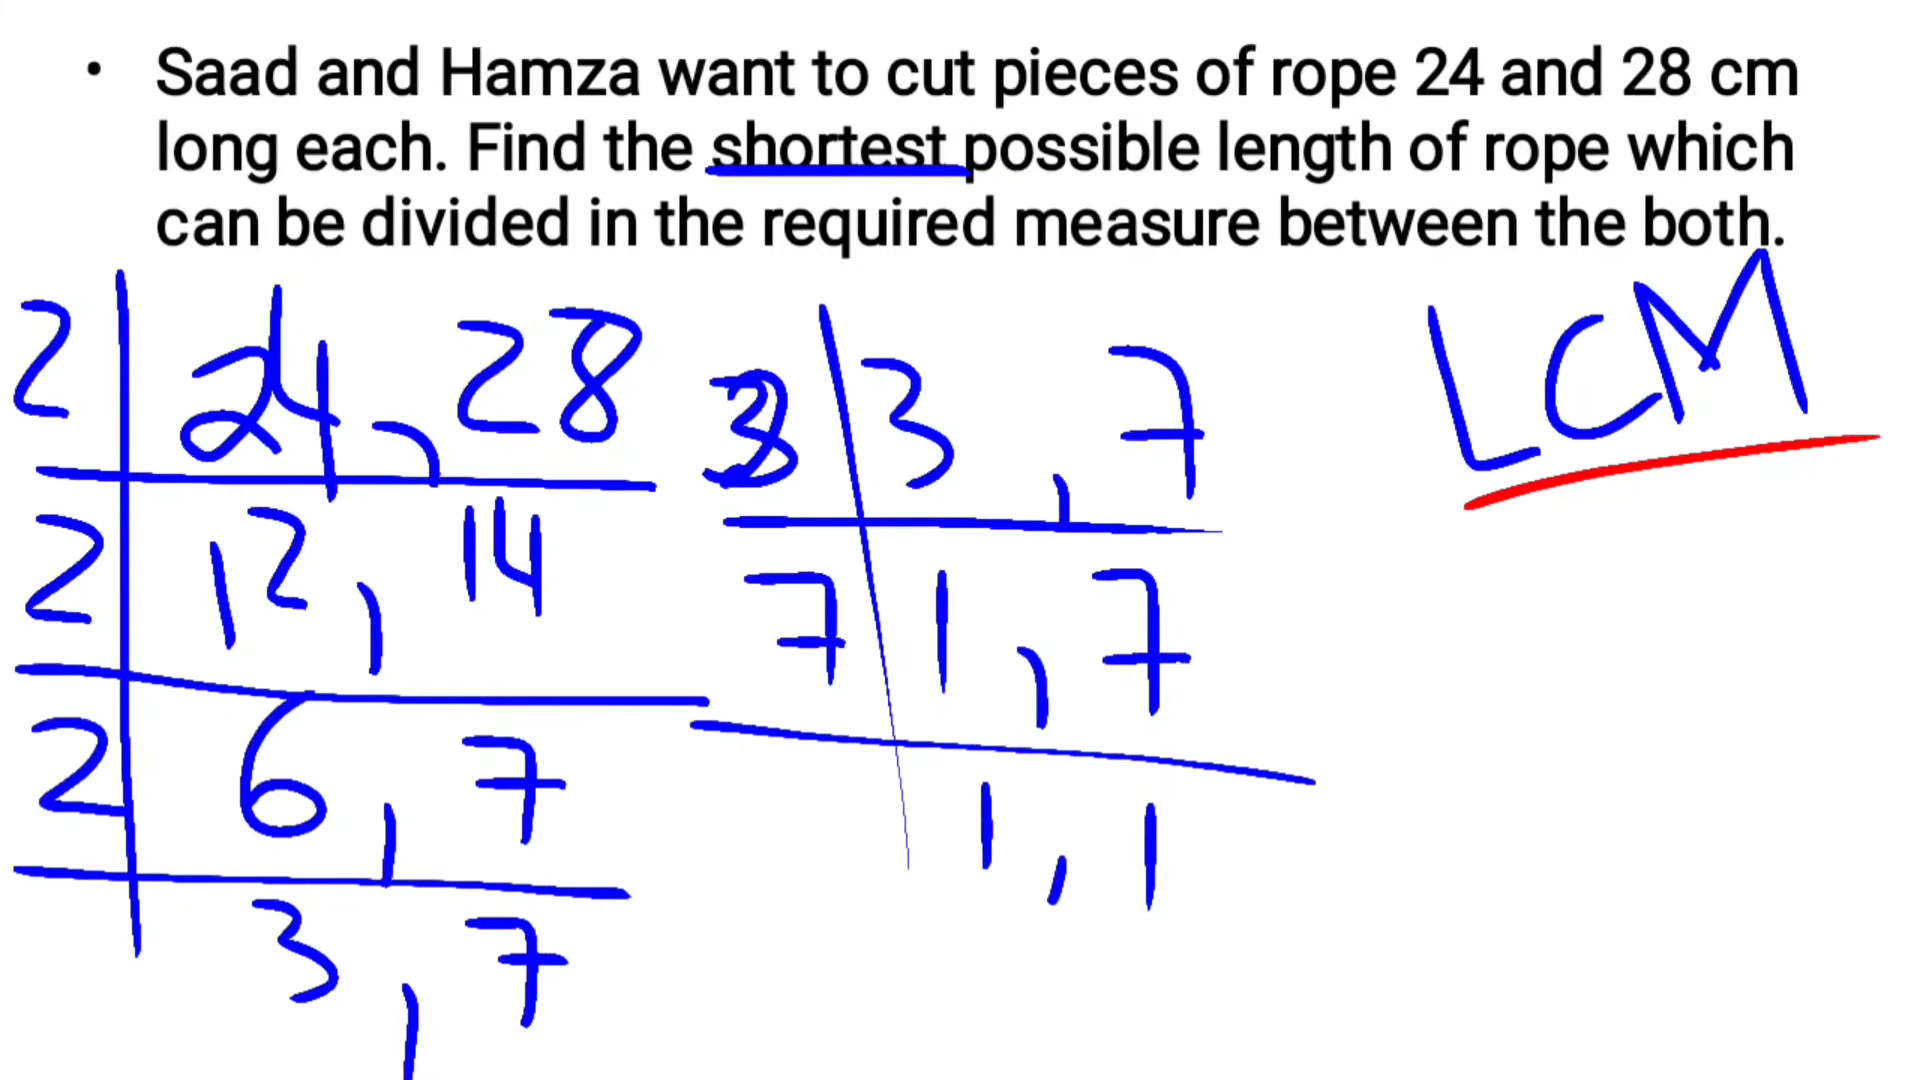 • Saad and Hamza want to cut pieces of rope 24 and 28 cm
long each. Find the shortest possible length of rope which
can be divided in the required measure between the both.
LCM
2 24, 28
2 12, 14
2 6, 7
3, 7
3 3, 7
7 1, 7
1, 1